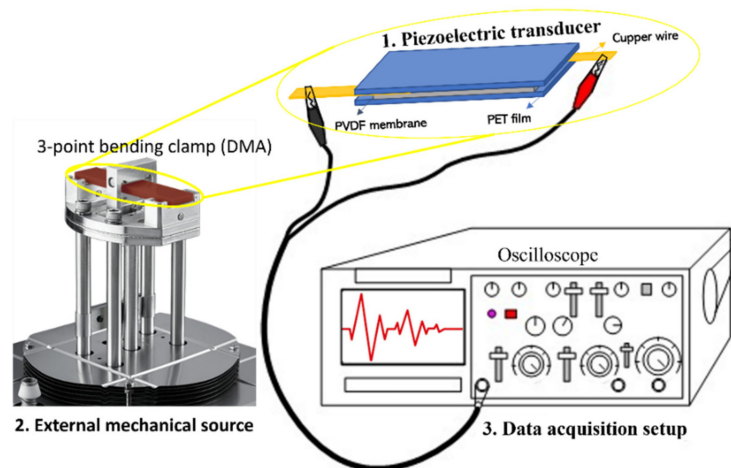 1. Piezoelectric transducer
Cupper wire
PVDF membrane
PET film
3-point bending clamp (DMA)
Oscilloscope
2. External mechanical source
3. Data acquisition setup